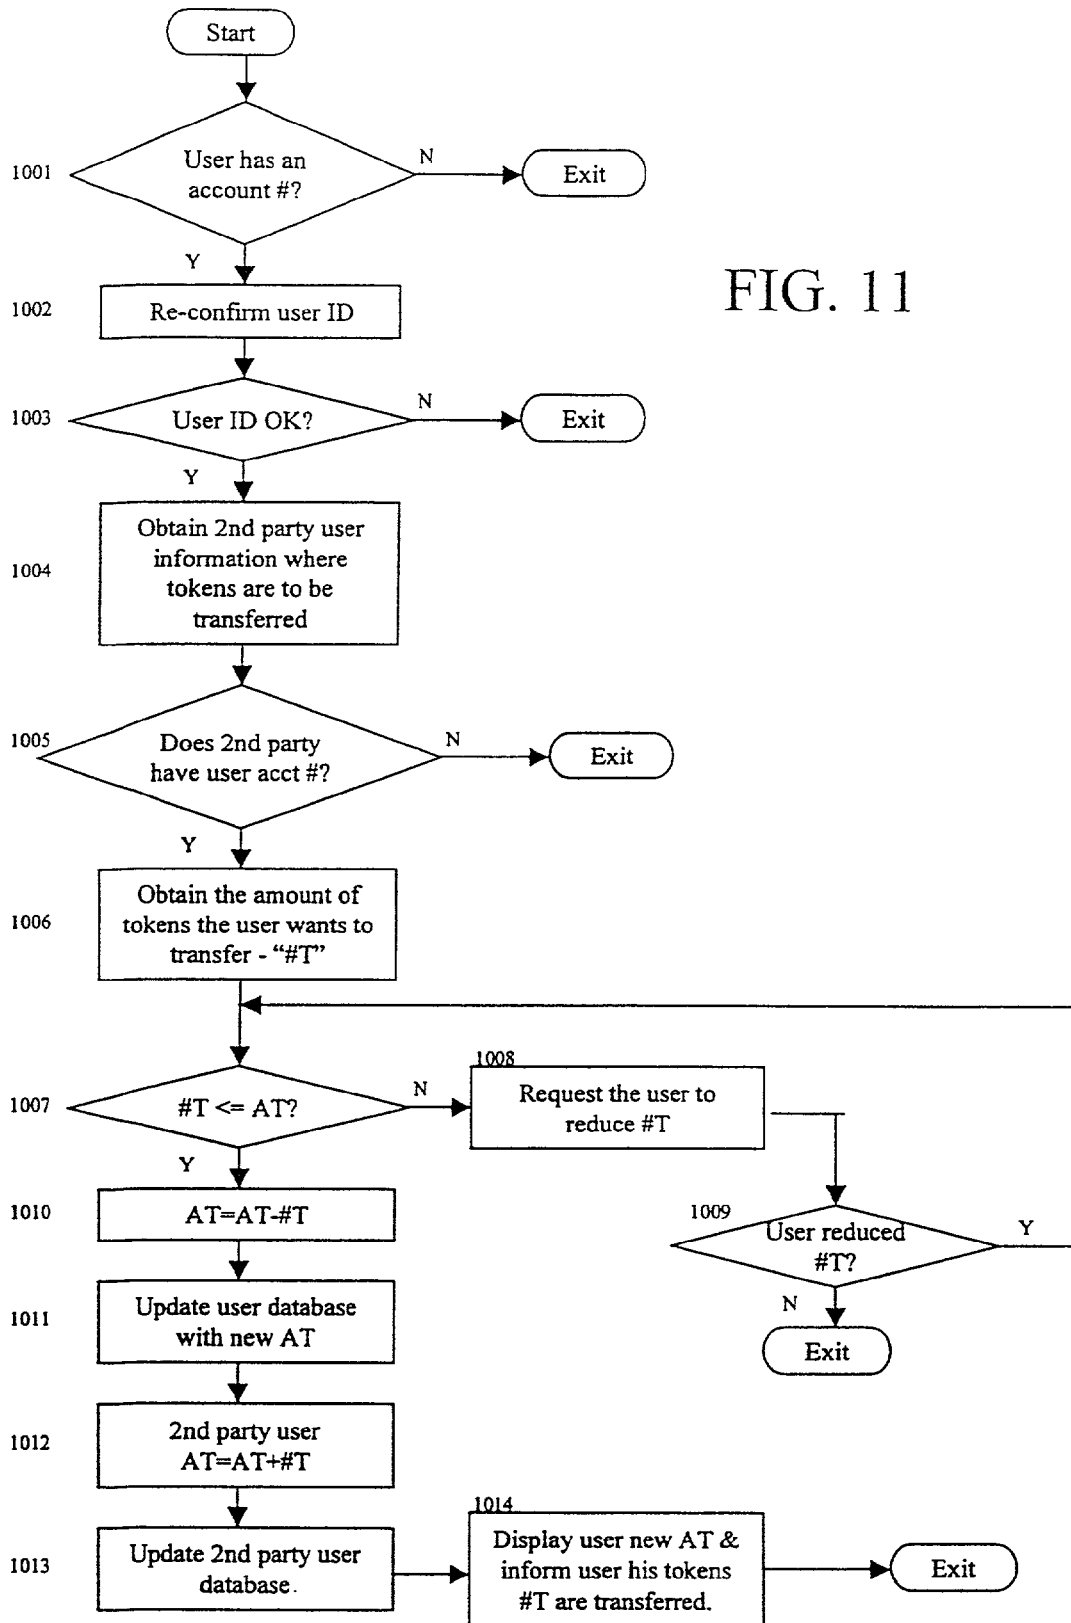 Start
1001
User has an
account #?
N
Exit
Y
FIG. 11
1002
Re-confirm user ID
1003
User ID OK?
N
Exit
Y
1004
Obtain 2nd party user
information where
tokens are to be
transferred
1005
Does 2nd party
have user acct #?
N
Exit
Y
1006
Obtain the amount of
tokens the user wants to
transfer - “#T”
1007
#T <= AT?
N
1008
Request the user to
reduce #T
Y
1009
User reduced
#T?
Y
N
Exit
1010
AT=AT-#T
1011
Update user database
with new AT
1012
2nd party user
AT=AT+#T
1013
Update 2nd party user
database.
1014
Display user new AT &
inform user his tokens
#T are transferred.
Exit